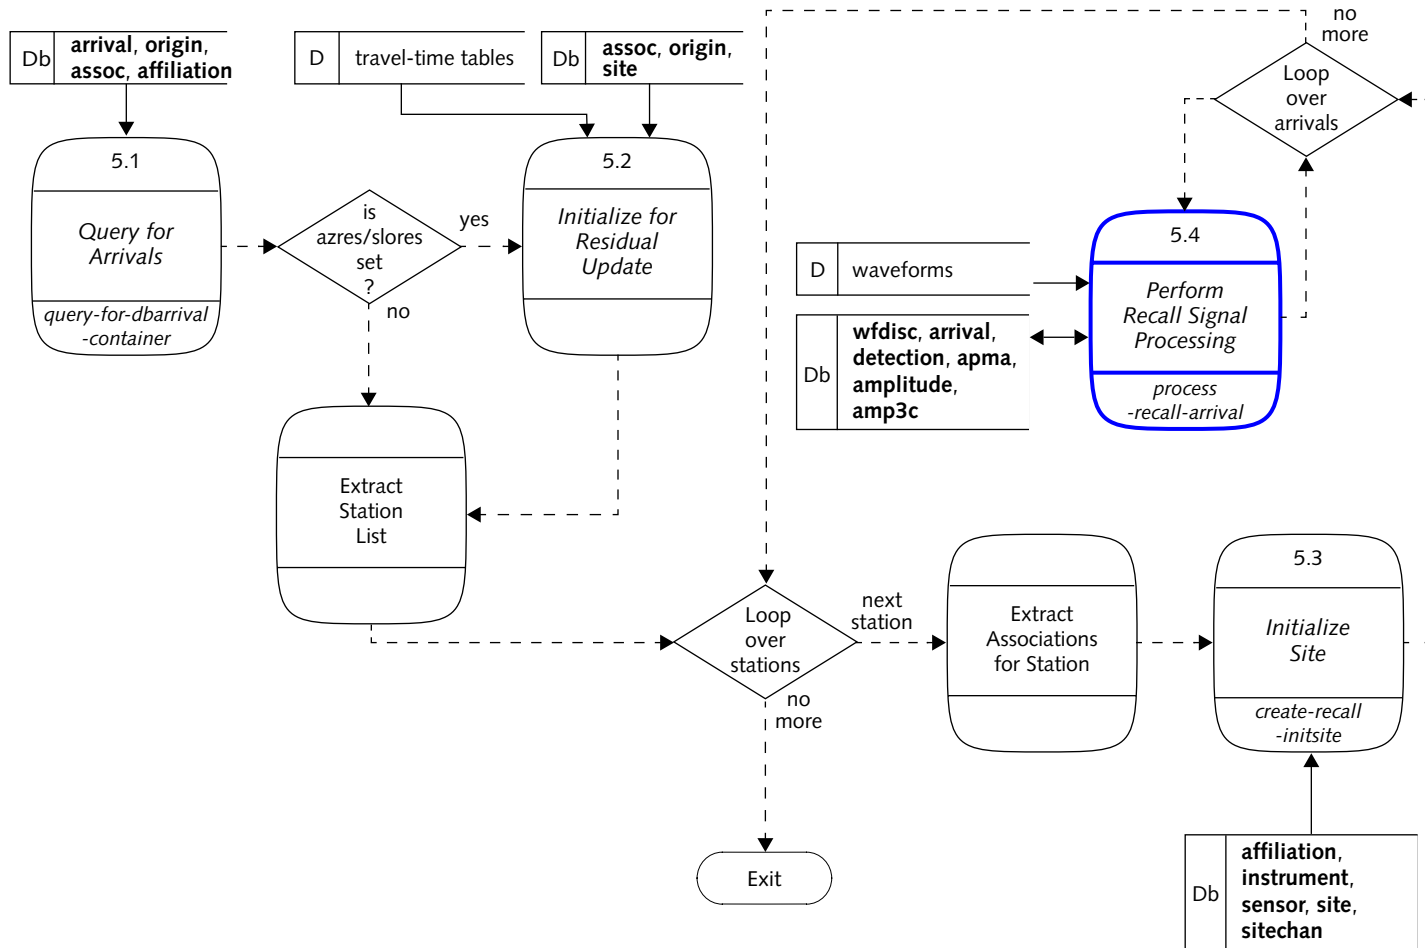 Db
arrival, origin,
assoc, affiliation
D
travel-time tables
Db
assoc, origin,
site
no
more
Loop
over
arrivals
5.1
Query for
Arrivals
query-for-dbarrival
-container
is
azres/slores
set
?
yes
no
5.2
Initialize for
Residual
Update
D
waveforms
Db
wfdisc, arrival,
detection, apma,
amplitude,
amp3c
5.4
Perform
Recall Signal
Processing
process
-recall-arrival
Extract
Station
List
Loop
over
stations
next
station
no
more
Extract
Associations
for Station
5.3
Initialize
Site
create-recall
-initsite
Exit
Db
affiliation,
instrument,
sensor, site,
sitechan